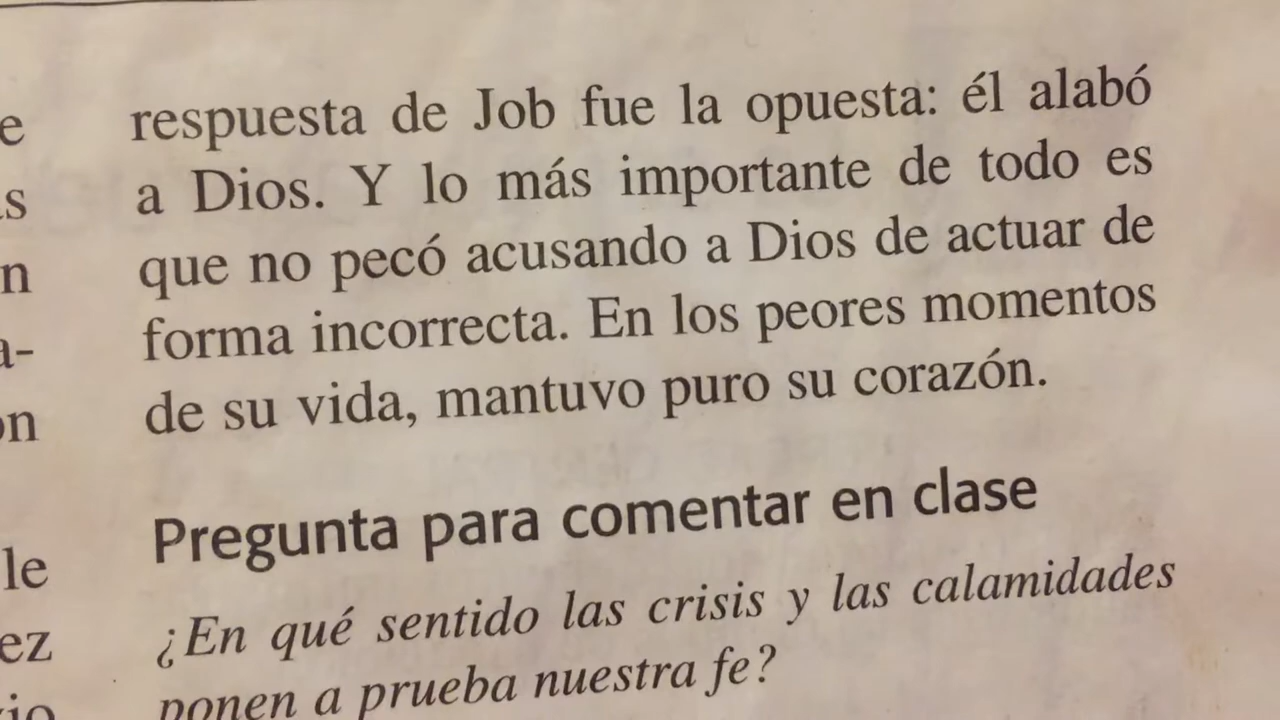 respuesta de Job fue la opuesta: él alabó
a Dios. Y lo más importante de todo es
que no pecó acusando a Dios de actuar de
forma incorrecta. En los peores momentos
de su vida, mantuvo puro su corazón.
Pregunta para comentar en clase
¿En qué sentido las crisis y las calamidades
ponen a prueba nuestra fe?